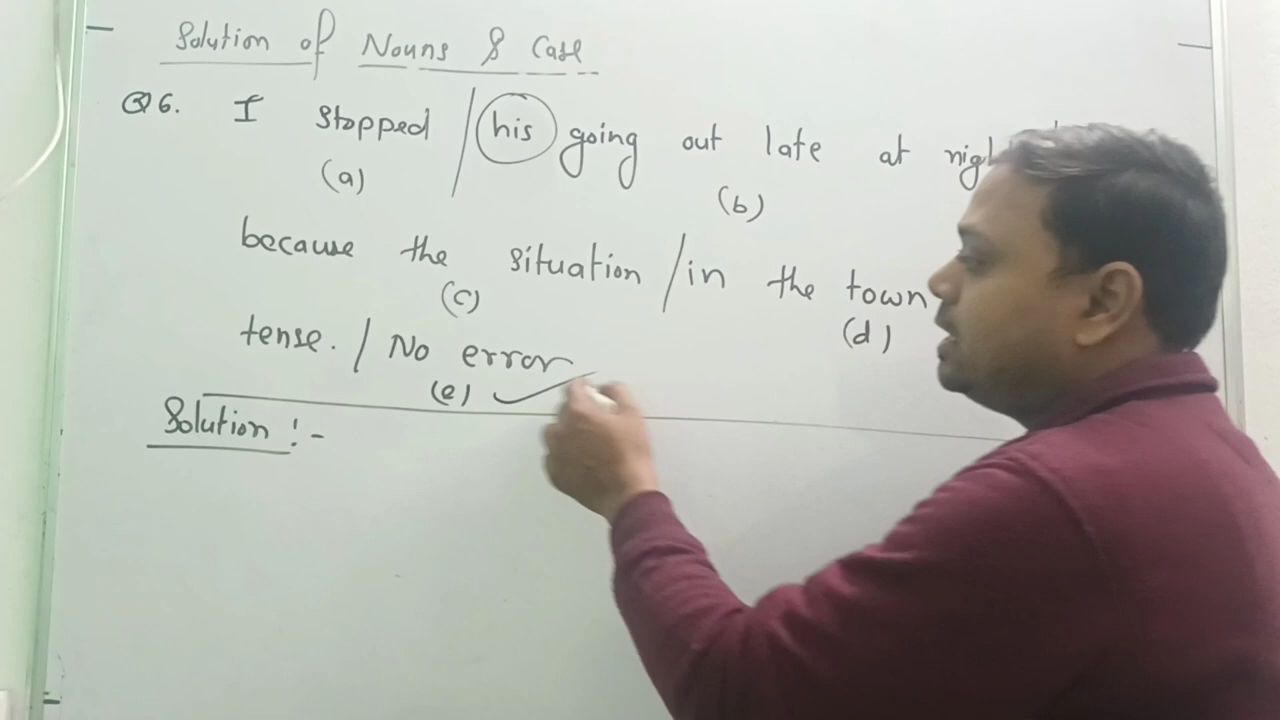 Solution of Nouns & Case
Q6. I stopped / his going out late at
(a) (b)
because the situation / in the town
(c) (d)
tense. / No error
(e)
Solution :-